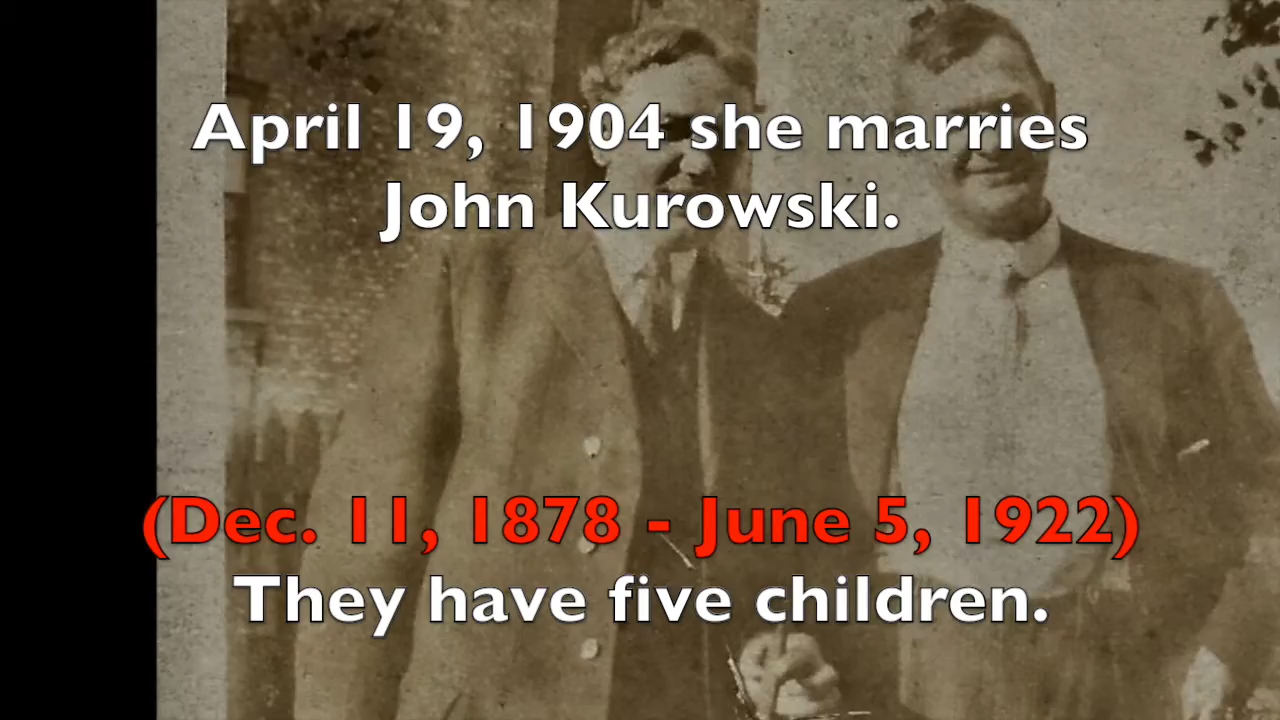 April 19, 1904 she marries
John Kurowski.
(Dec. 11, 1878 - June 5, 1922)
They have five children.